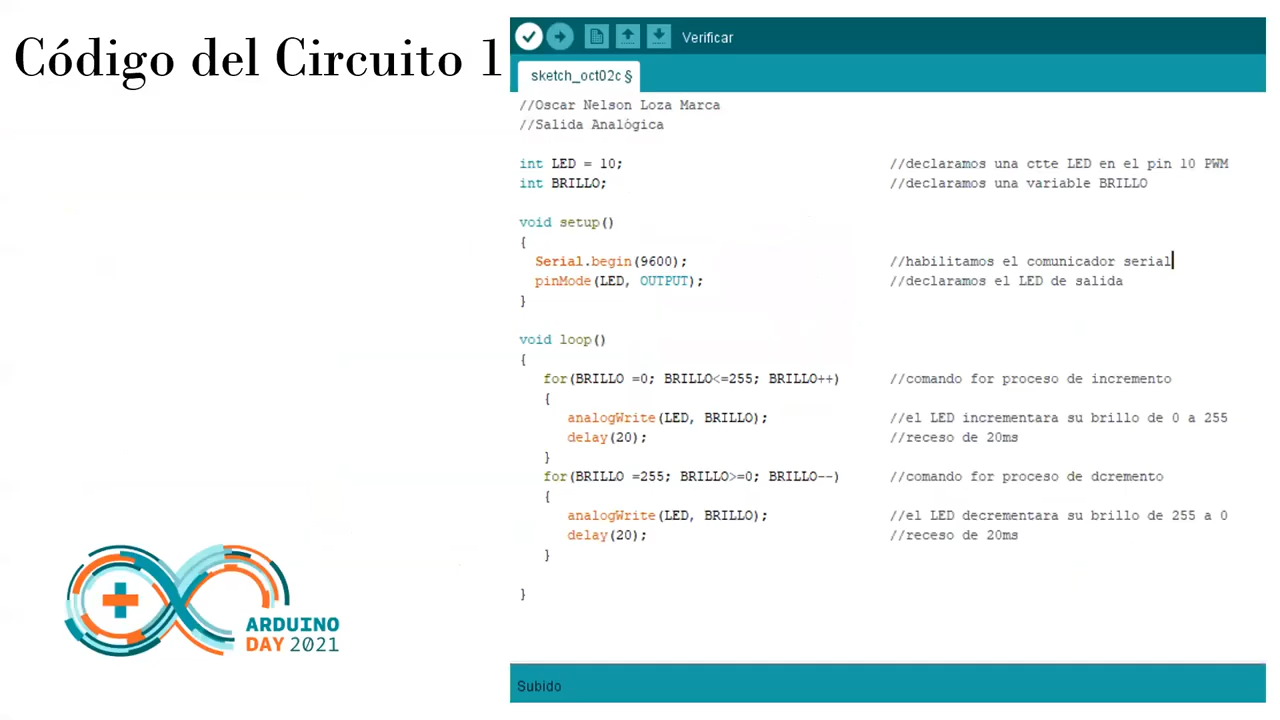 Código del Circuito 1
Verificar
sketch_oct02c §
//Oscar Nelson Loza Marca
//Salida Analógica
int LED = 10; //declaramos una ctte LED en el pin 10 PWM
int BRILLO; //declaramos una variable BRILLO
void setup()
{
Serial.begin(9600); //habilitamos el comunicador serial
pinMode(LED, OUTPUT); //declaramos el LED de salida
}
void loop()
{
for(BRILLO =0; BRILLO<=255; BRILLO++) //comando for proceso de incremento
{
analogWrite(LED, BRILLO); //el LED incrementara su brillo de 0 a 255
delay(20); //receso de 20ms
}
for(BRILLO =255; BRILLO>=0; BRILLO--) //comando for proceso de dcremento
{
analogWrite(LED, BRILLO); //el LED decrementara su brillo de 255 a 0
delay(20); //receso de 20ms
}
}
ARDUINO
DAY 2021
Subido